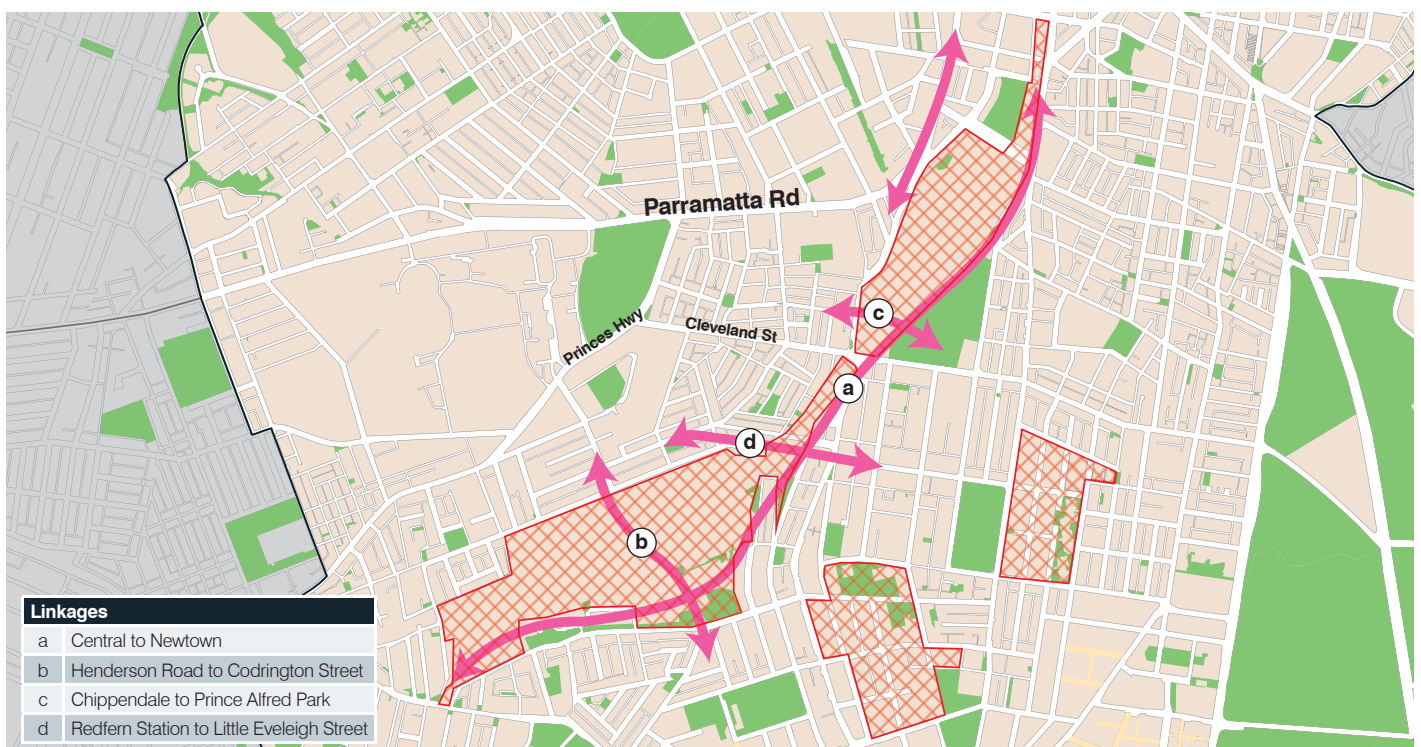 Parramatta Rd
c
Cleveland St
Princes Hwy
a
d
b
Linkages
a Central to Newtown
b Henderson Road to Codrington Street
c Chippendale to Prince Alfred Park
d Redfern Station to Little Eveleigh Street